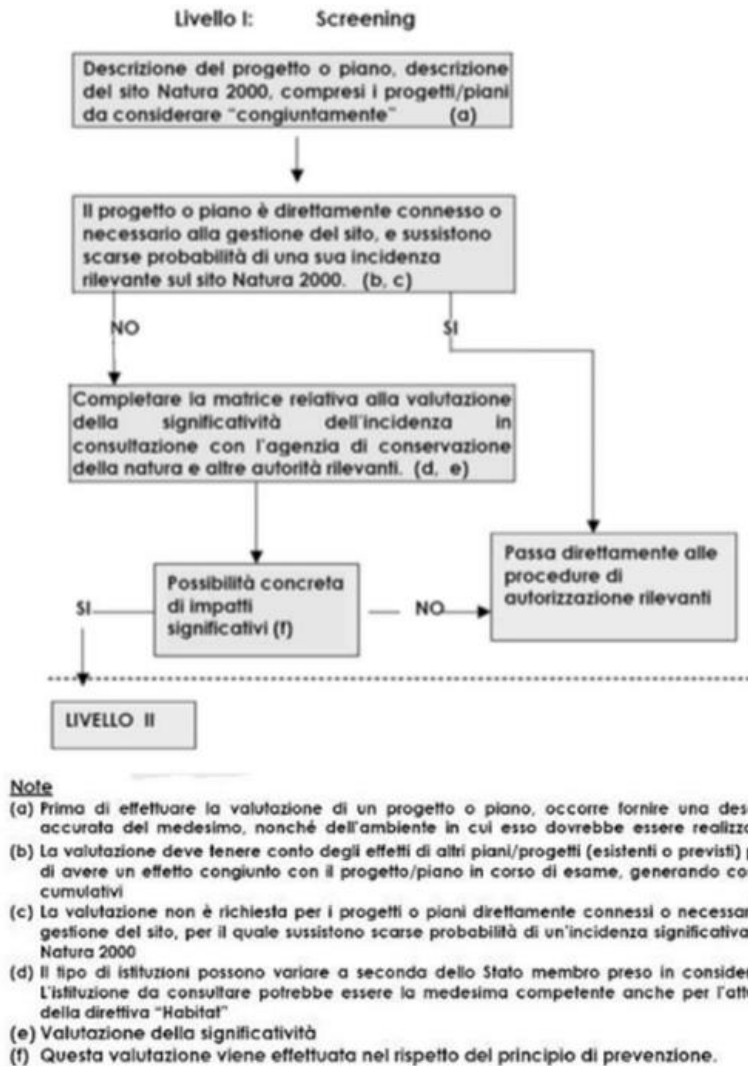 Livello I: Screening
Descrizione del progetto o piano, descrizione
del sito Natura 2000, compresi i progetti/piani
da considerare "congiuntamente" (a)
Il progetto o piano è direttamente connesso o
necessario alla gestione del sito, e sussistono
scarse probabilità di una sua incidenza
rilevante sul sito Natura 2000. (b, c)
NO
SI
Completare la matrice relativa alla valutazione
della significatività dell'incidenza in
consultazione con l'agenzia di conservazione
della natura e altre autorità rilevanti. (d, e)
Passa direttamente alle
procedure di
autorizzazione rilevanti
Possibilità concreta
di impatti
significativi (f)
SI
NO
LIVELLO II
Note
(a) Prima di effettuare la valutazione di un progetto o piano, occorre fornire una des
accurata del medesimo, nonché dell'ambiente in cui esso dovrebbe essere realizz
(b) La valutazione deve tenere conto degli effetti di altri piani/progetti (esistenti o previsti)
di avere un effetto congiunto con il progetto/piano in corso di esame, generando co
cumulativi
(c) La valutazione non è richiesta per i progetti o piani direttamente connessi o necessar
gestione del sito, per il quale sussistono scarse probabilità di un'incidenza significativa
Natura 2000
(d) Il tipo di istituzioni possono variare a seconda dello Stato membro preso in consider
L'istituzione da consultare potrebbe essere la medesima competente anche per l'att
della direttiva "Habitat"
(e) Valutazione della significatività
(f) Questa valutazione viene effettuata nel rispetto del principio di prevenzione.